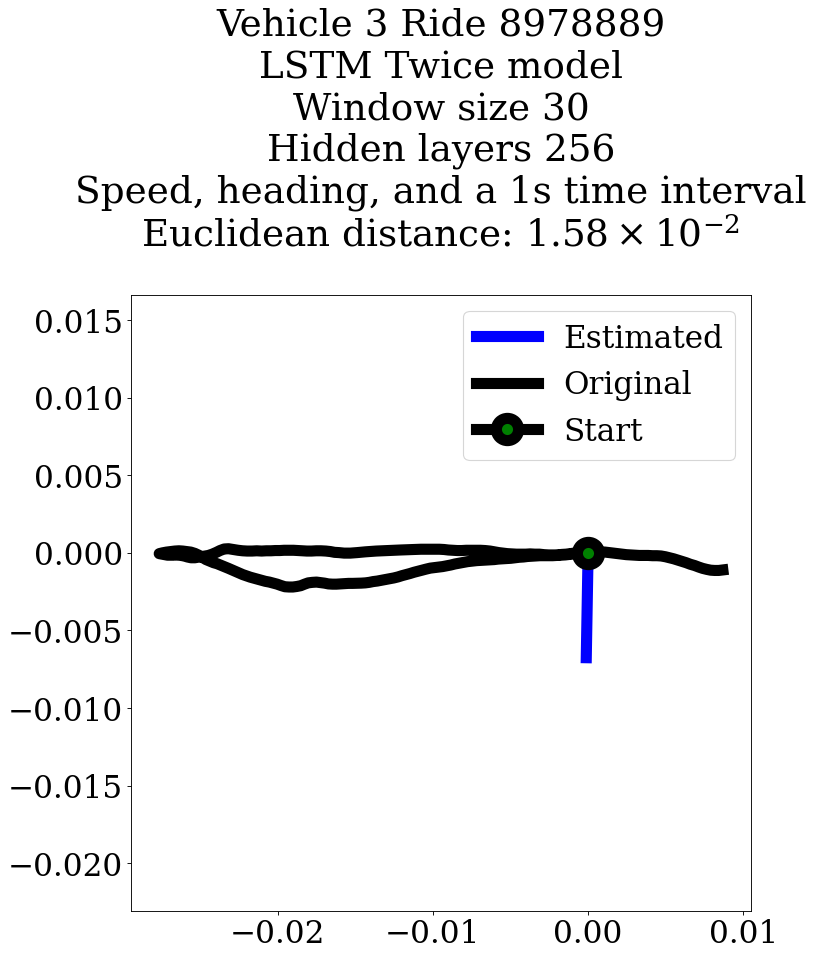 Vehicle 3 Ride 8978889
LSTM Twice model
Window size 30
Hidden layers 256
Speed, heading, and a 1s time interval
Euclidean distance: 1.58 × 10⁻²
Estimated
Original
Start
0.015
0.010
0.005
0.000
−0.005
−0.010
−0.015
−0.020
−0.02
−0.01
0.00
0.01